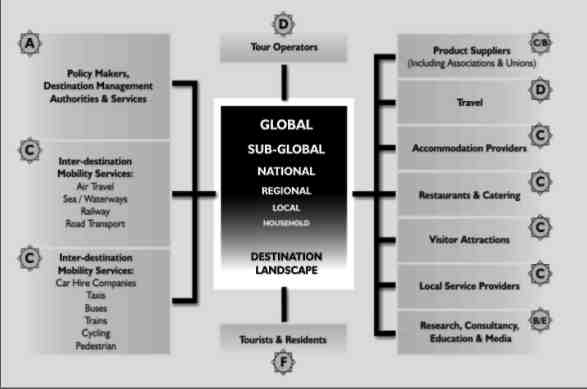 A
Policy Makers,
Destination Management
Authorities & Services
C
Inter-destination
Mobility Services:
Air Travel
Sea / Waterways
Railway
Road Transport
C
Inter-destination
Mobility Services:
Car Hire Companies
Taxis
Buses
Trains
Cycling
Pedestrian
D
Tour Operators
GLOBAL
SUB-GLOBAL
NATIONAL
REGIONAL
LOCAL
HOUSEHOLD
DESTINATION
LANDSCAPE
Tourists & Residents
F
C/B
Product Suppliers
(Including Associations & Unions)
D
Travel
C
Accommodation Providers
C
Restaurants & Catering
C
Visitor Attractions
C
Local Service Providers
B/E
Research, Consultancy,
Education & Media